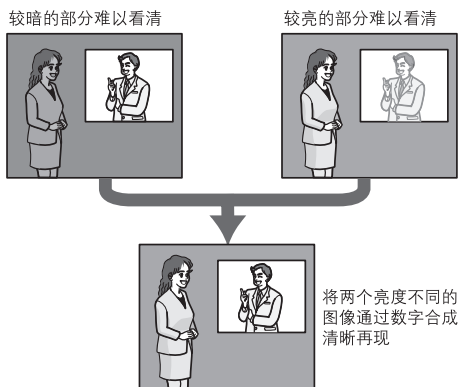 较暗的部分难以看清
较亮的部分难以看清
将两个亮度不同的
图像通过数字合成
清晰再现